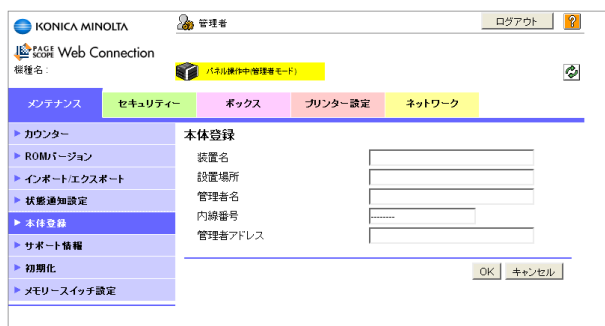 KONICA MINOLTA
管理者
ログアウト
?
PAGE SCOPE Web Connection
機種名:
パネル操作中(管理者モード)
メンテナンス
セキュリティー
ボックス
プリンター設定
ネットワーク
カウンター
ROMバージョン
インポート/エクスポート
状態通知設定
本体登録
サポート情報
初期化
メモリースイッチ設定
本体登録
装置名
設置場所
管理者名
内線番号
--------
管理者アドレス
OK
キャンセル